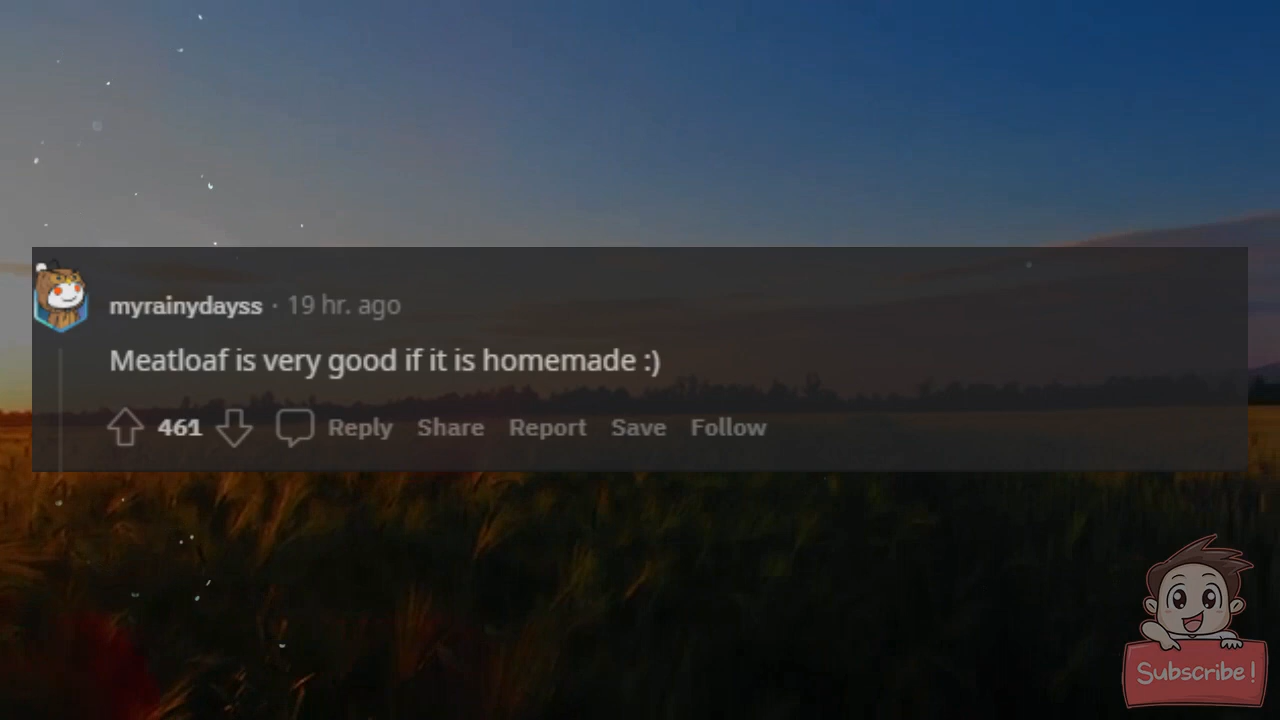 myrainydayss · 19 hr. ago
Meatloaf is very good if it is homemade :)
461 Reply Share Report Save Follow
Subscribe!